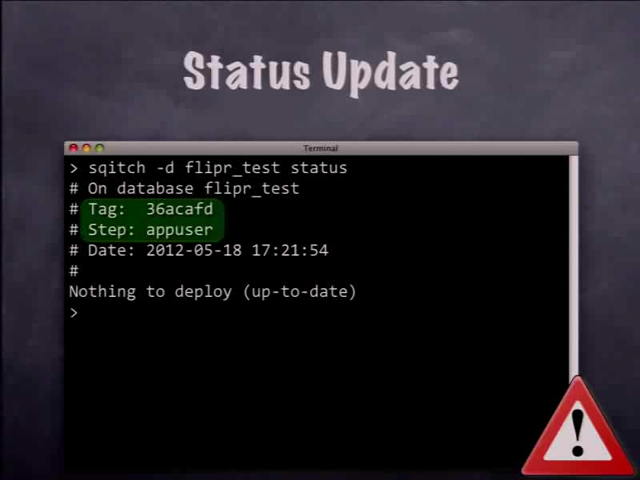 Status Update
Terminal
> sqitch -d flipr_test status
# On database flipr_test
# Tag:  36acafd
# Step: appuser
# Date: 2012-05-18 17:21:54
#
Nothing to deploy (up-to-date)
>
!